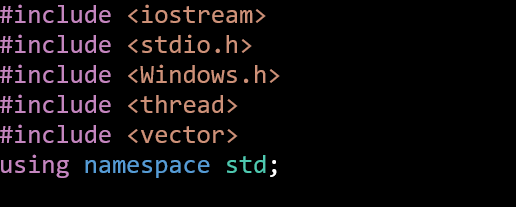 #include <iostream>
#include <stdio.h>
#include <Windows.h>
#include <thread>
#include <vector>
using namespace std;